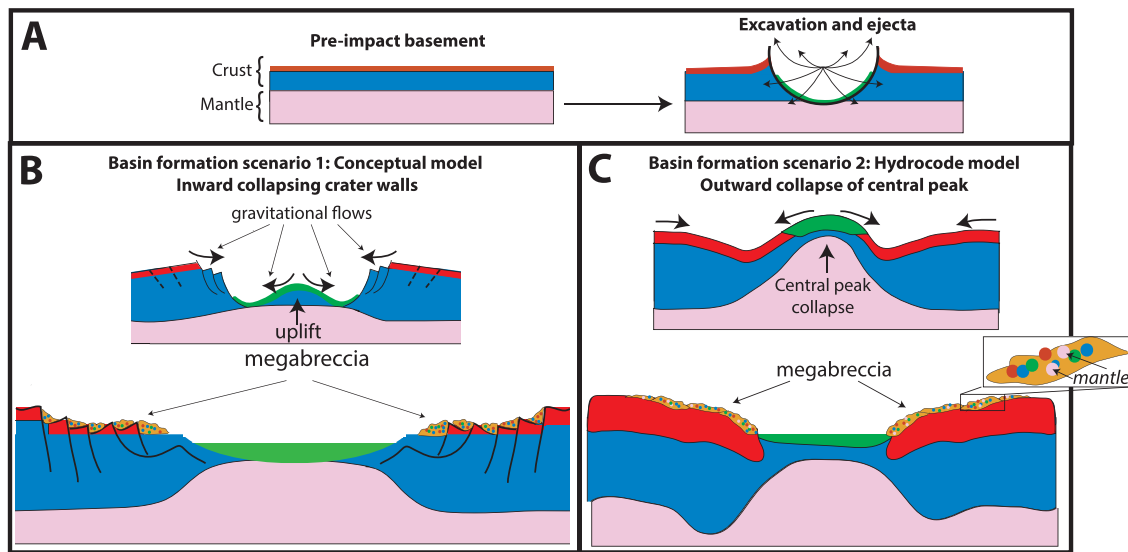 A
Pre-impact basement
Excavation and ejecta
Crust
Mantle
B
Basin formation scenario 1: Conceptual model
Inward collapsing crater walls
gravitational flows
uplift
megabreccia
C
Basin formation scenario 2: Hydrocode model
Outward collapse of central peak
Central peak
collapse
megabreccia
mantle